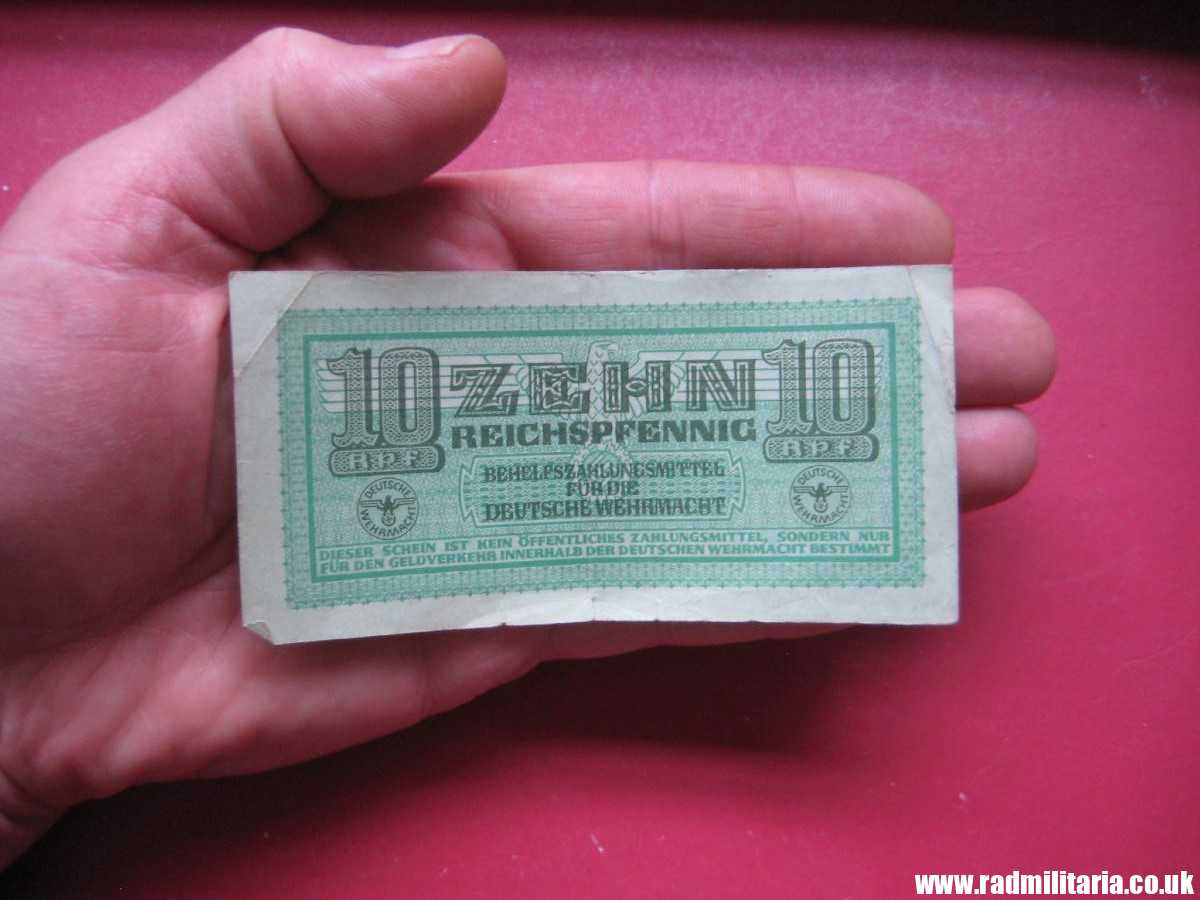 10 ZEHN 10
REICHSPFENNIG
Rpf Rpf
BEHELFSZAHLUNGSMITTEL
FÜR DIE
DEUTSCHE WEHRMACHT
DEUTSCHE WEHRMACHT
DEUTSCHE WEHRMACHT
DIESER SCHEIN IST KEIN ÖFFENTLICHES ZAHLUNGSMITTEL, SONDERN NUR
FÜR DEN GELDVERKEHR INNERHALB DER DEUTSCHEN WEHRMACHT BESTIMMT
www.radmilitaria.co.uk